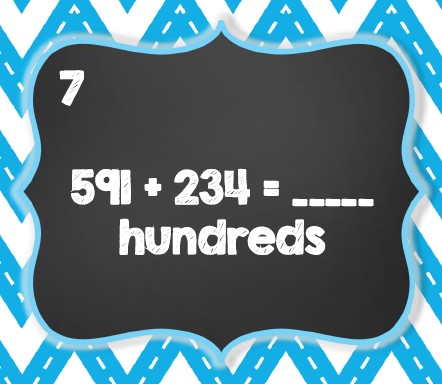 7
591 + 234 = _____
hundreds